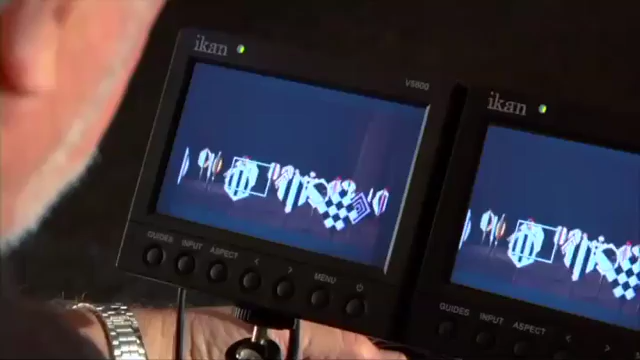 ikan
V5600
GUIDES INPUT ASPECT < > MENU
ikan
GUIDES INPUT ASPECT < >